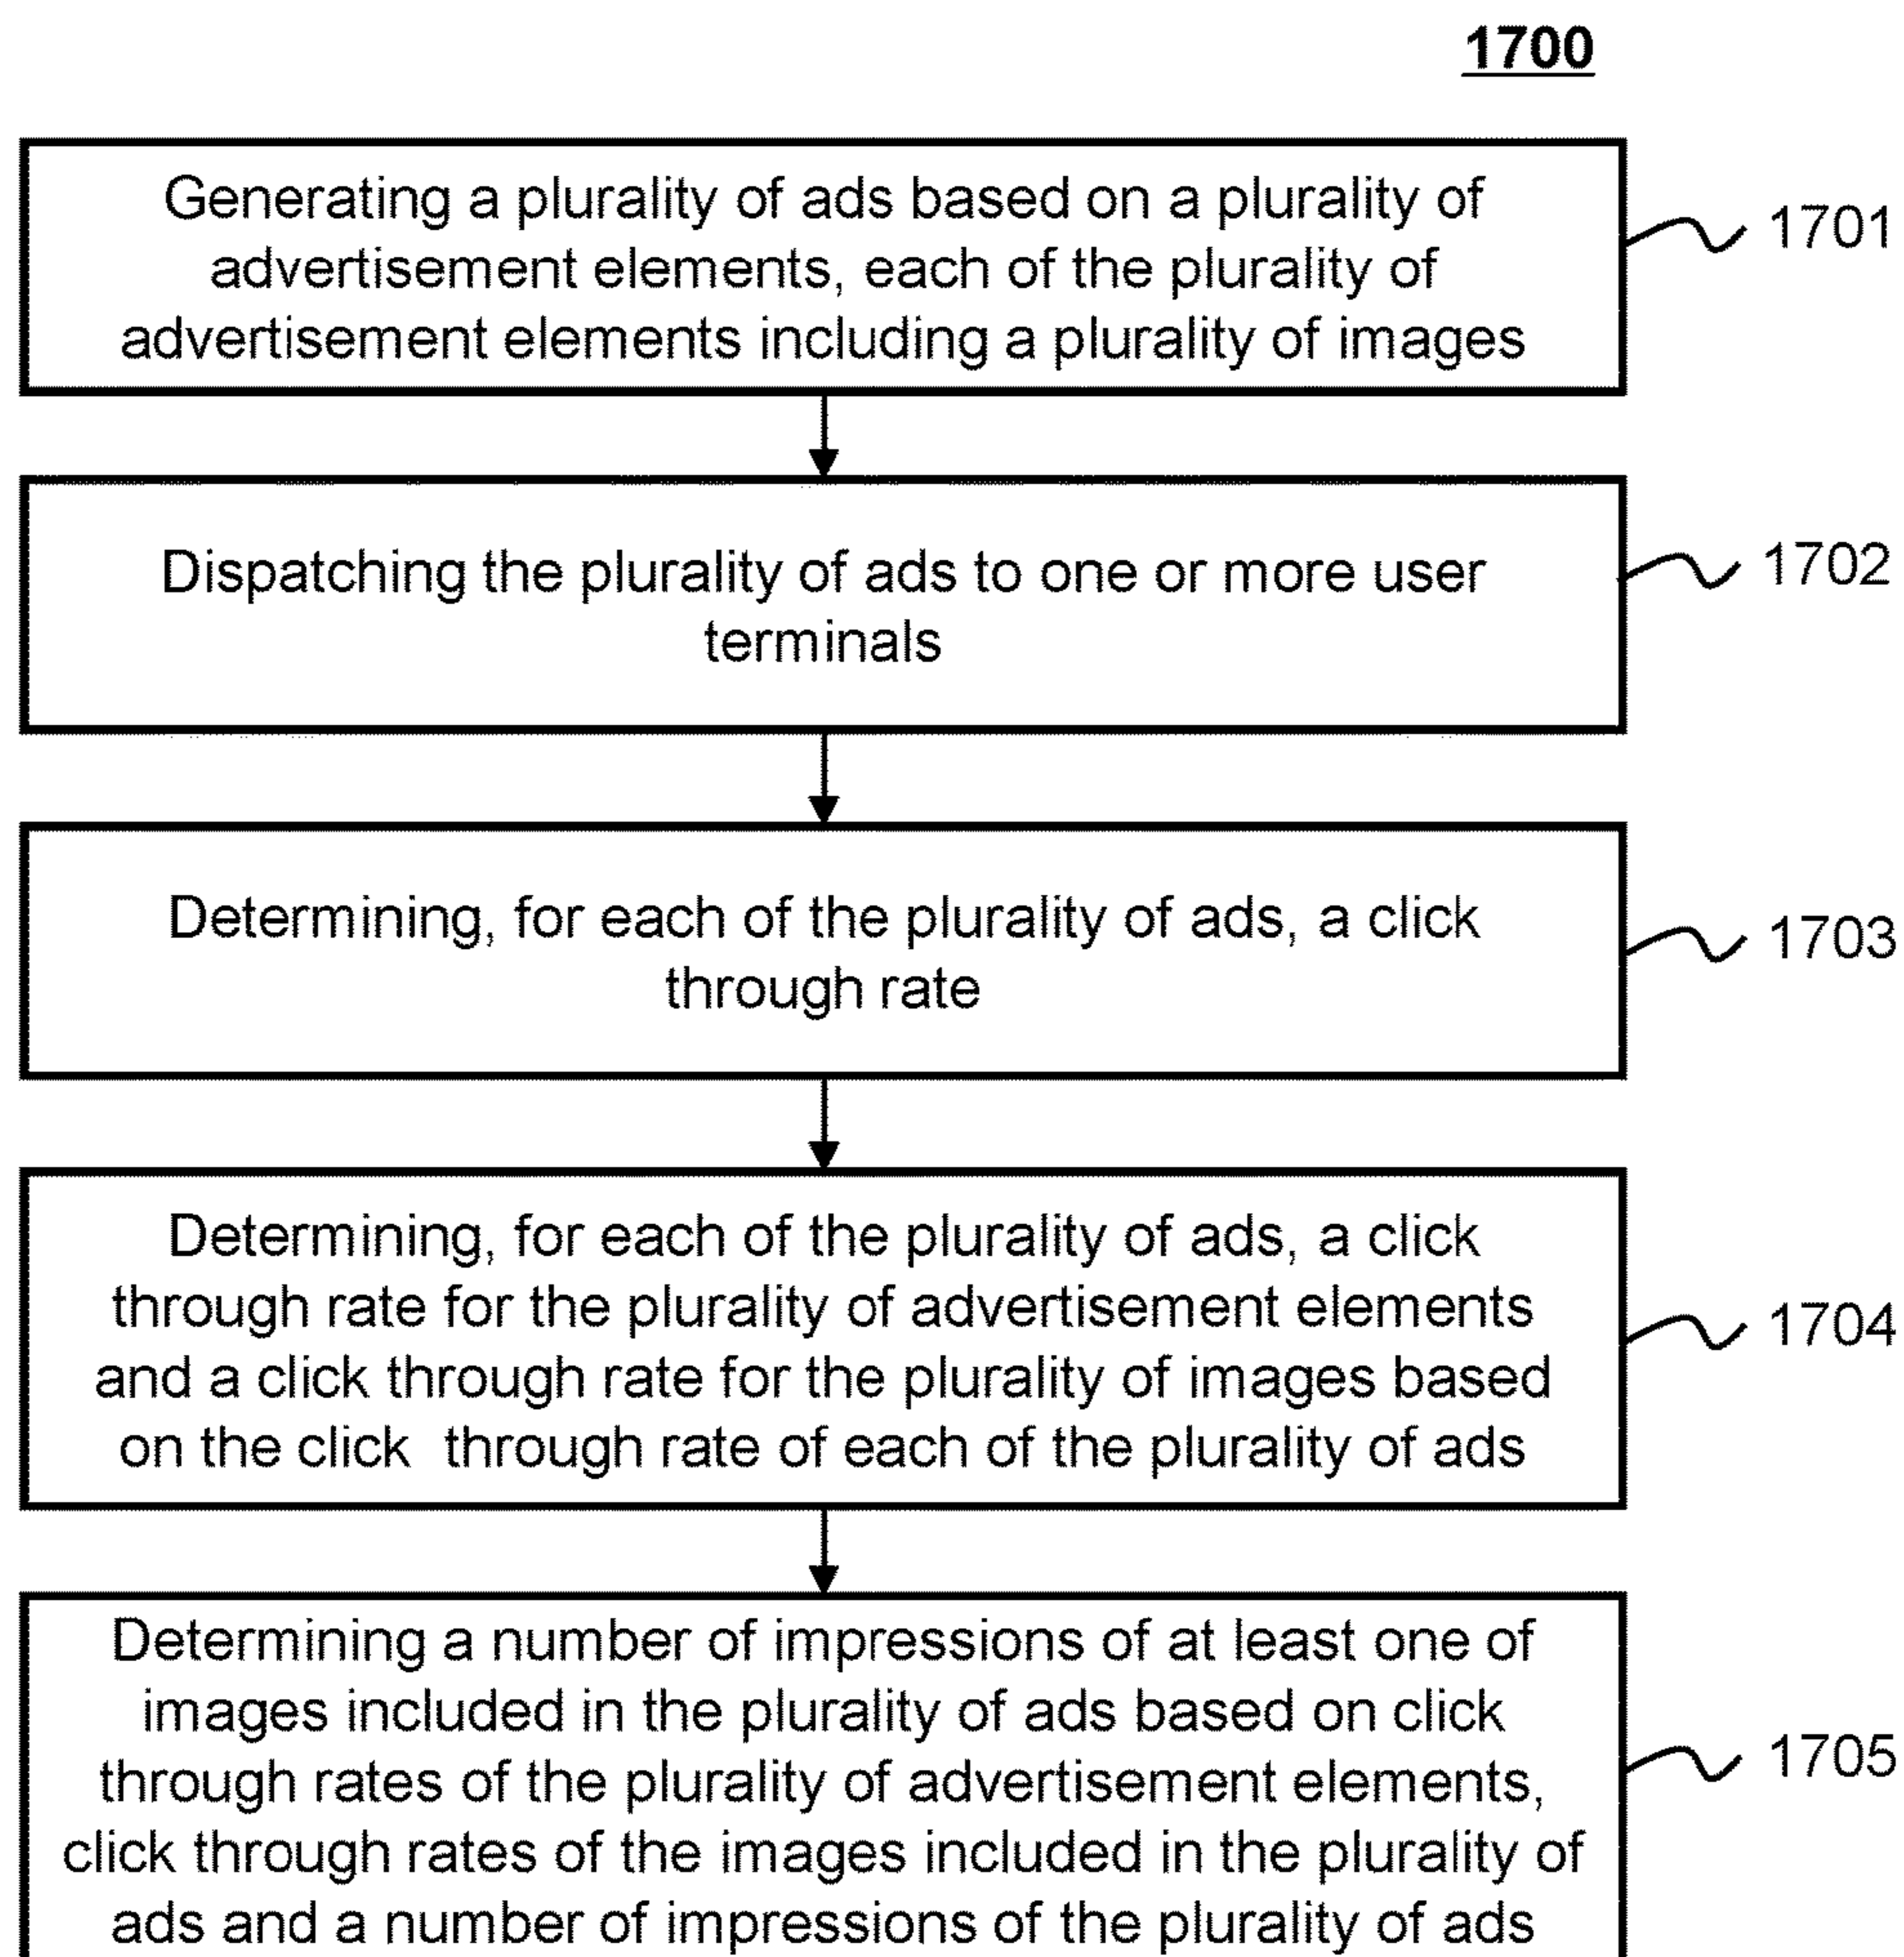 1700
Generating a plurality of ads based on a plurality of
advertisement elements, each of the plurality of
advertisement elements including a plurality of images
1701
Dispatching the plurality of ads to one or more user
terminals
1702
Determining, for each of the plurality of ads, a click
through rate
1703
Determining, for each of the plurality of ads, a click
through rate for the plurality of advertisement elements
and a click through rate for the plurality of images based
on the click  through rate of each of the plurality of ads
1704
Determining a number of impressions of at least one of
images included in the plurality of ads based on click
through rates of the plurality of advertisement elements,
click through rates of the images included in the plurality of
ads and a number of impressions of the plurality of ads
1705